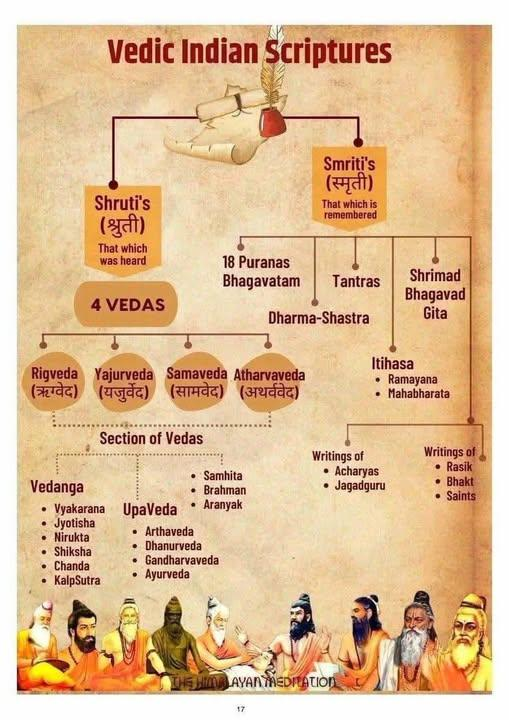 Vedic Indian Scriptures
Shruti's
(श्रुती)
That which
was heard
Smriti's
(स्मृती)
That which is
remembered
4 VEDAS
18 Puranas
Bhagavatam
Dharma-Shastra
Tantras
Shrimad
Bhagavad
Gita
Itihasa
• Ramayana
• Mahabharata
Rigveda
(ऋग्वेद)
Yajurveda
(यजुर्वेद)
Samaveda
(सामवेद)
Atharvaveda
(अथर्ववेद)
Section of Vedas
Vedanga
• Vyakarana
• Jyotisha
• Nirukta
• Shiksha
• Chanda
• KalpSutra
UpaVeda
• Arthaveda
• Dhanurveda
• Gandharvaveda
• Ayurveda
• Samhita
• Brahman
• Aranyak
Writings of
• Acharyas
• Jagadguru
Writings of
• Rasik
• Bhakt
• Saints
THE HIMALAYAN MEDITATION
17